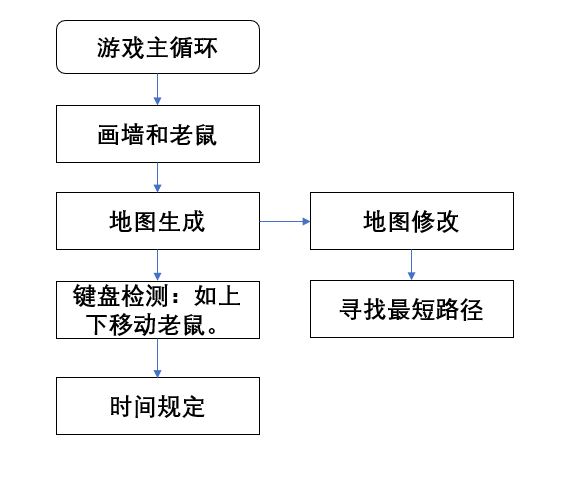 游戏主循环
画墙和老鼠
地图生成
地图修改
键盘检测：如上
下移动老鼠。
寻找最短路径
时间规定